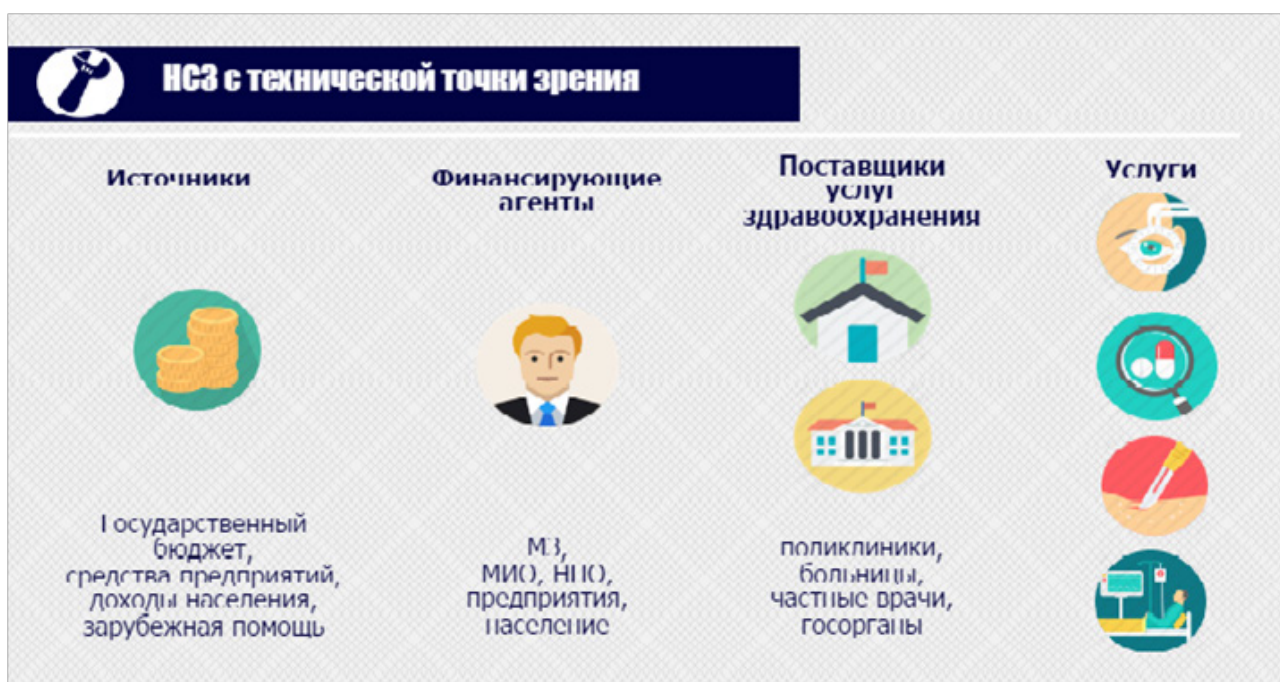 НСЗ с технической точки зрения
Источники
Государственный
бюджет,
средства предприятий,
доходы населения,
зарубежная помощь
Финансирующие
агенты
МЗ,
МИО, НПО,
предприятия,
население
Поставщики
услуг
здравоохранения
поликлиники,
больницы,
частные врачи,
госорганы
Услуги